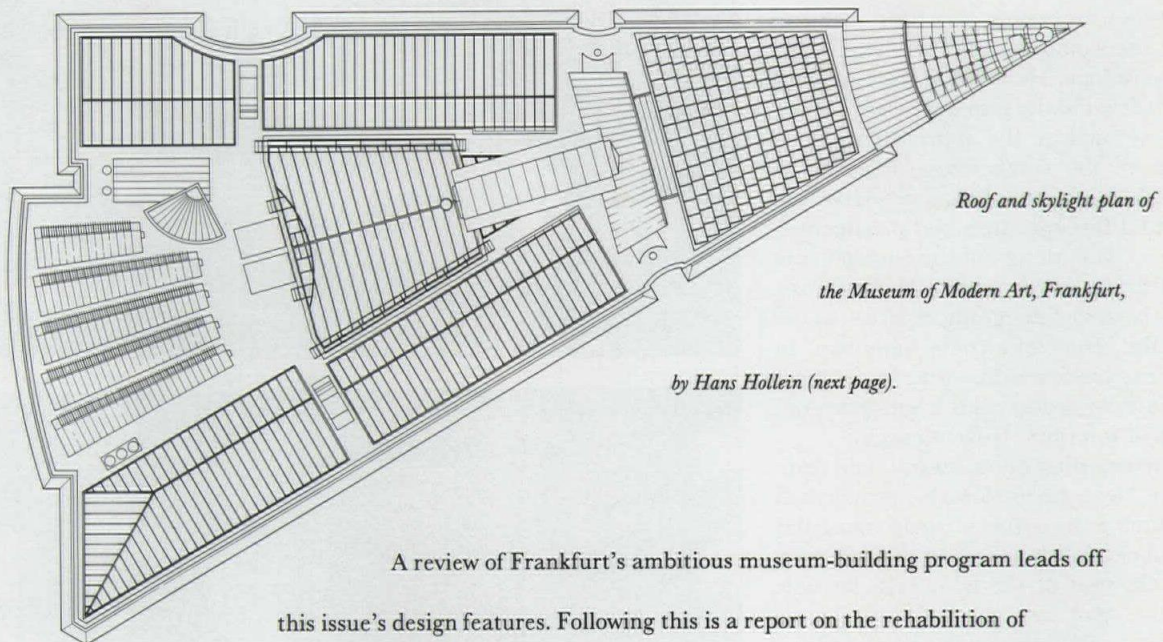 Roof and skylight plan of
the Museum of Modern Art, Frankfurt,
by Hans Hollein (next page).
A review of Frankfurt's ambitious museum-building program leads off
this issue's design features. Following this is a report on the rehabilition of